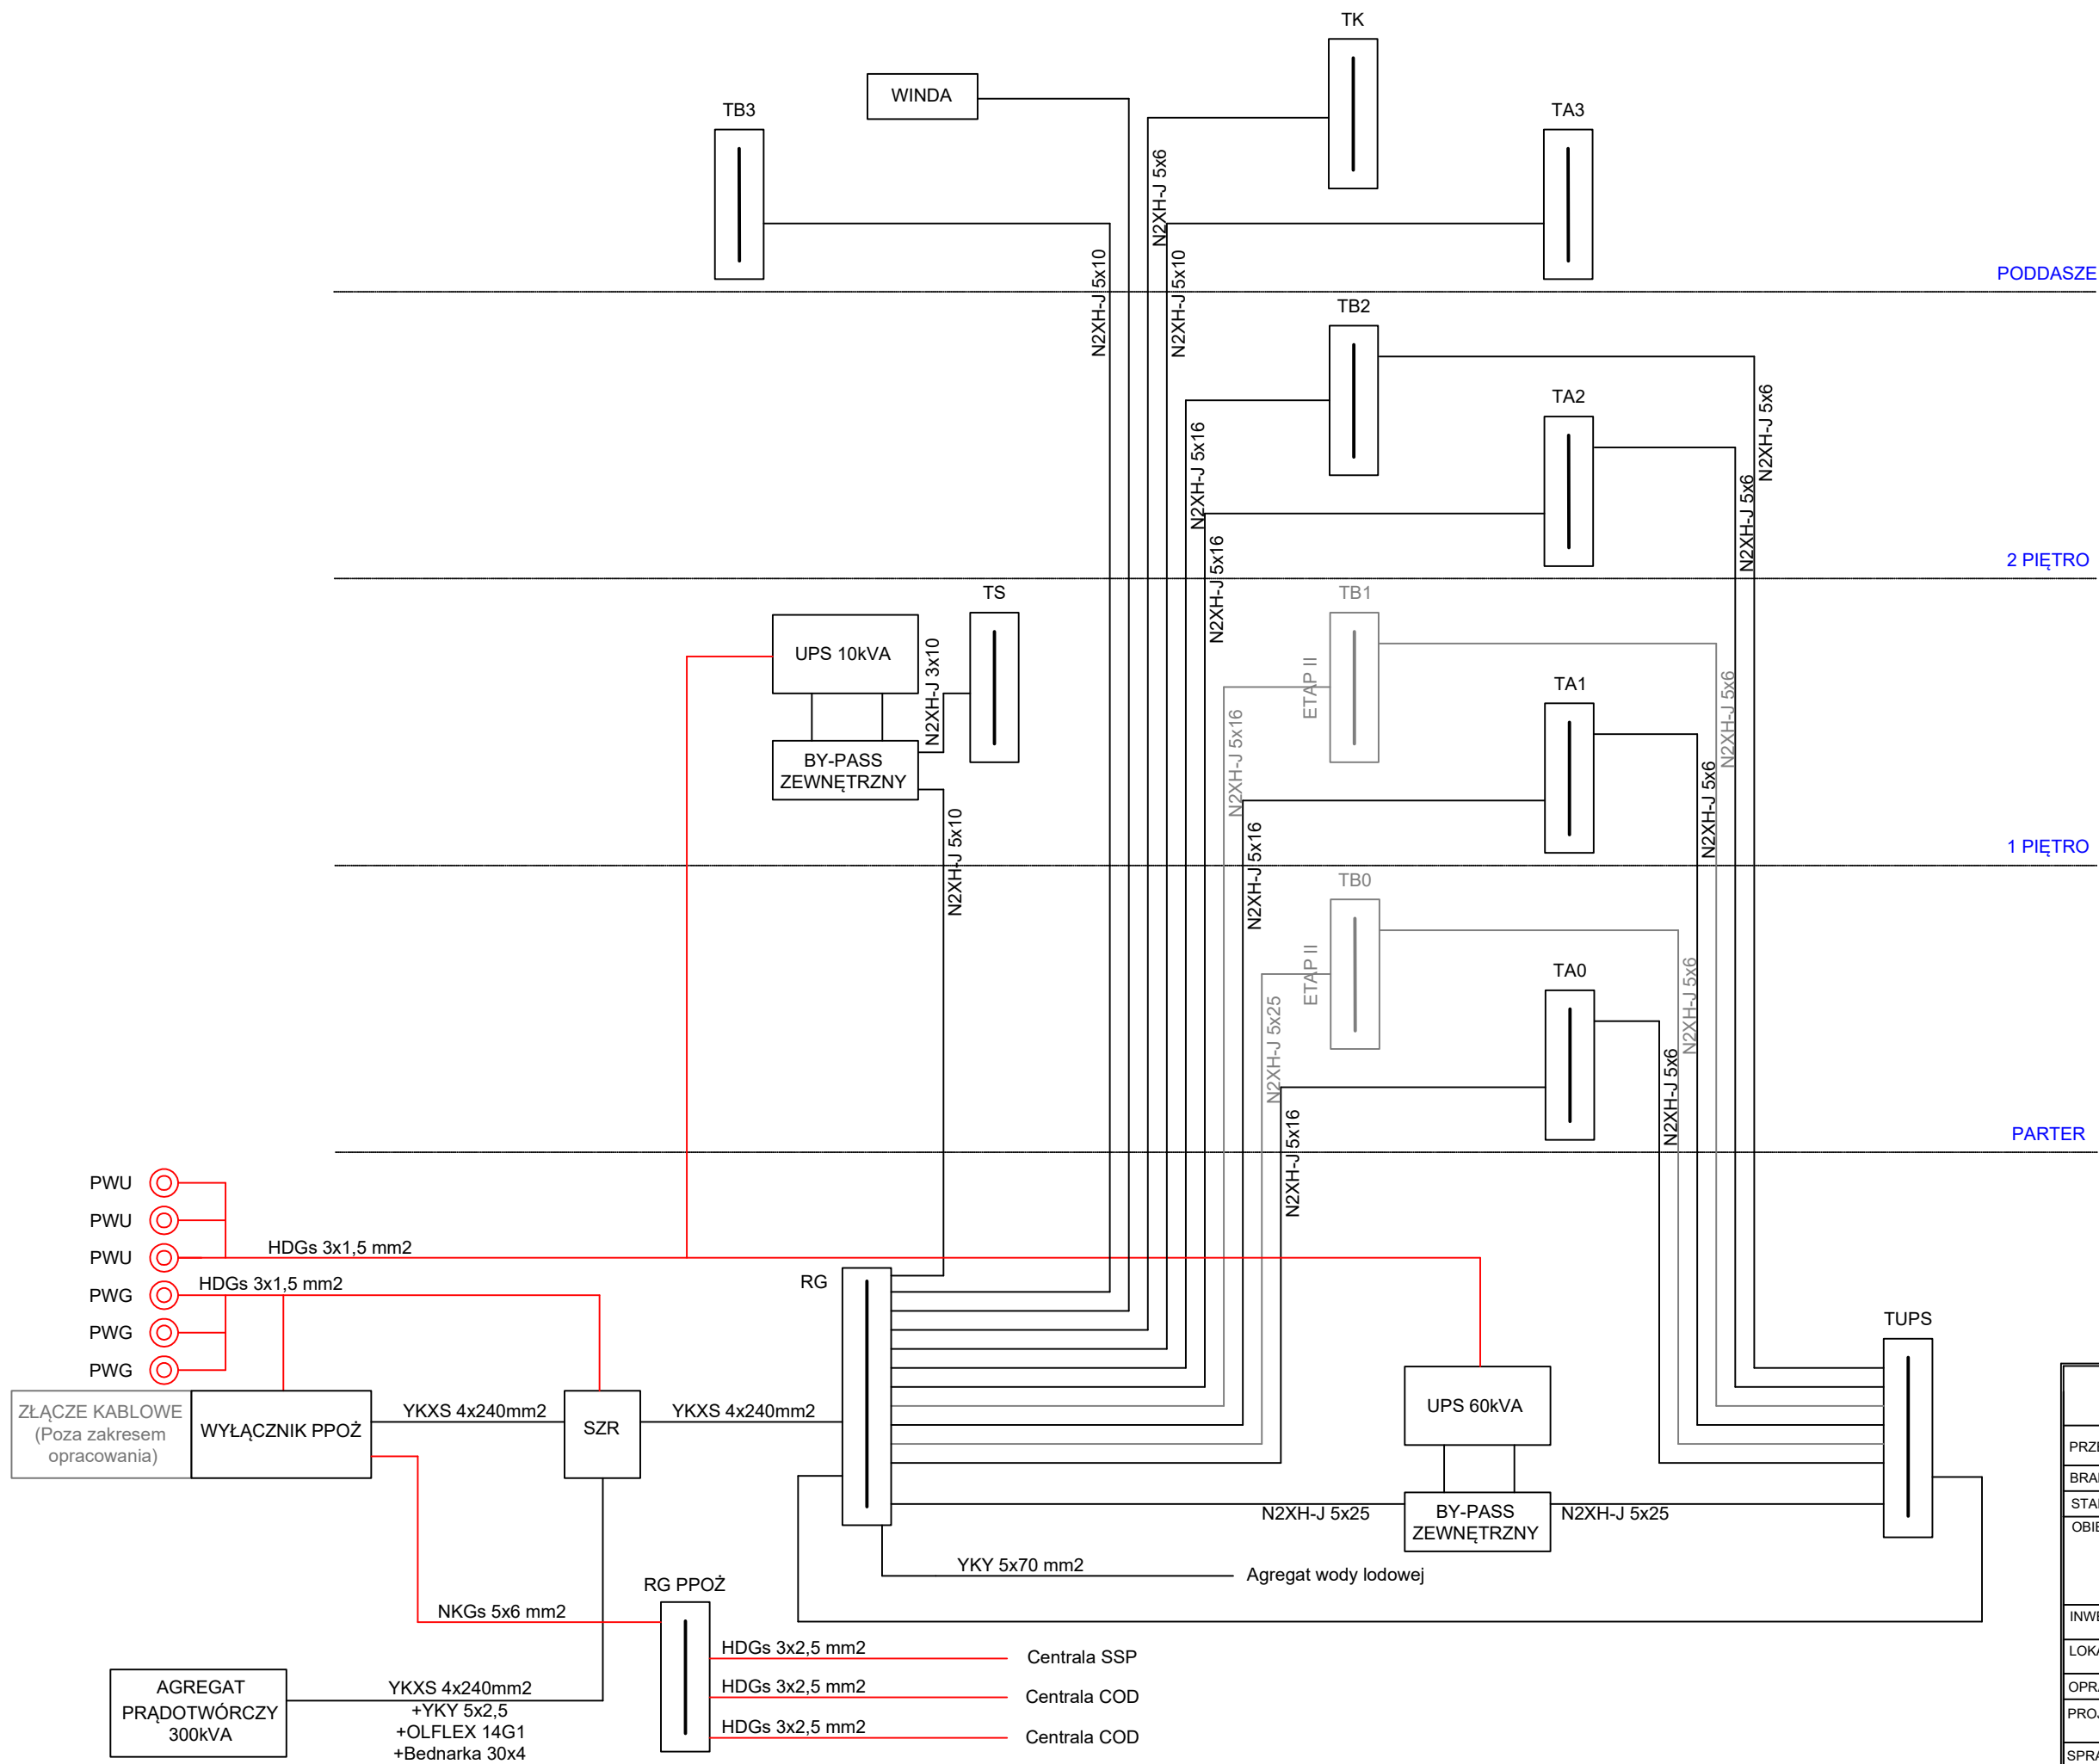 TK
WINDA
TB3
TA3
N2XH-J 5x6
N2XH-J 5x10
N2XH-J 5x10
PODDASZE
TB2
TA2
N2XH-J 5x6
N2XH-J 5x16
N2XH-J 5x6
N2XH-J 5x16
2 PIĘTRO
TS
TB1
UPS 10kVA
N2XH-J 3x10
ETAP II
TA1
N2XH-J 5x6
N2XH-J 5x16
BY-PASS
ZEWNĘTRZNY
N2XH-J 5x6
N2XH-J 5x10
N2XH-J 5x16
1 PIĘTRO
TB0
ETAP II
TA0
N2XH-J 5x6
N2XH-J 5x25
N2XH-J 5x6
N2XH-J 5x16
PARTER
PWU
PWU
PWU
HDGs 3x1,5 mm2
PWG
HDGs 3x1,5 mm2
PWG
PWG
RG
TUPS
ZŁĄCZE KABLOWE
(Poza zakresem
opracowania)
WYŁĄCZNIK PPOŻ
YKXS 4x240mm2
SZR
YKXS 4x240mm2
UPS 60kVA
N2XH-J 5x25
BY-PASS
ZEWNĘTRZNY
N2XH-J 5x25
YKY 5x70 mm2
Agregat wody lodowej
RG PPOŻ
NKGs 5x6 mm2
HDGs 3x2,5 mm2
Centrala SSP
HDGs 3x2,5 mm2
Centrala COD
HDGs 3x2,5 mm2
Centrala COD
AGREGAT
PRĄDOTWÓRCZY
300kVA
YKXS 4x240mm2
+YKY 5x2,5
+OLFLEX 14G1
+Bednarka 30x4